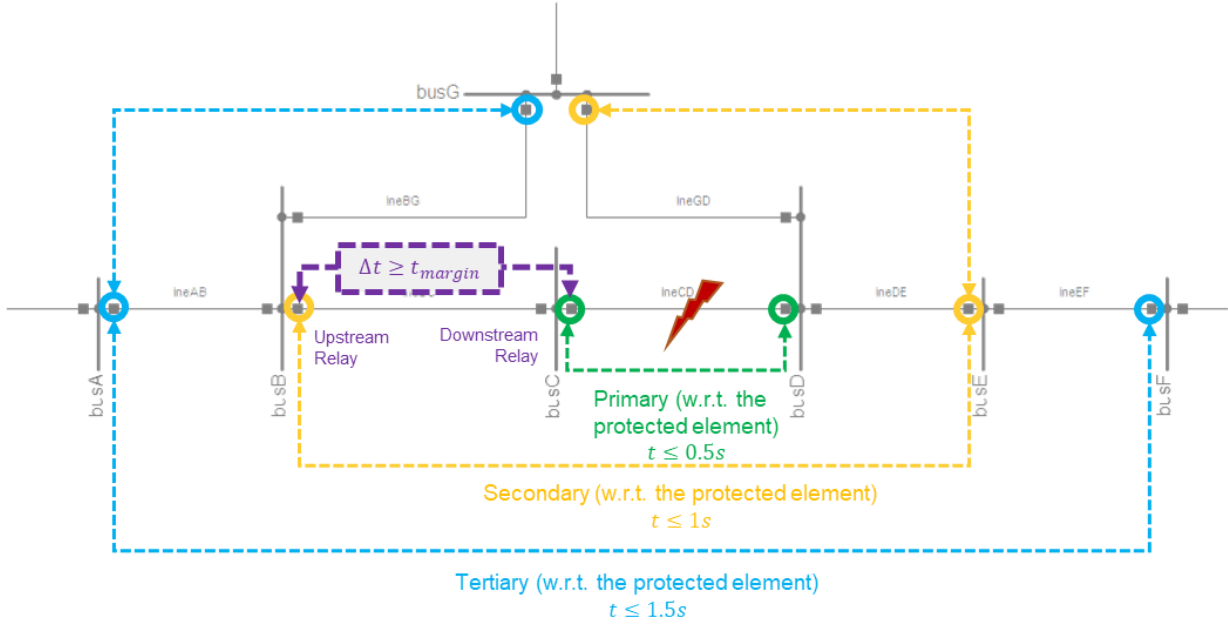 busG
lineBG
lineGD
Δt ≥ t_margin
lineAB
lineCD
lineDE
lineEF
Upstream
Relay
Downstream
Relay
busA
busB
busC
busD
busE
busF
Primary (w.r.t. the
protected element)
t ≤ 0.5s
Secondary (w.r.t. the protected element)
t ≤ 1s
Tertiary (w.r.t. the protected element)
t ≤ 1.5s